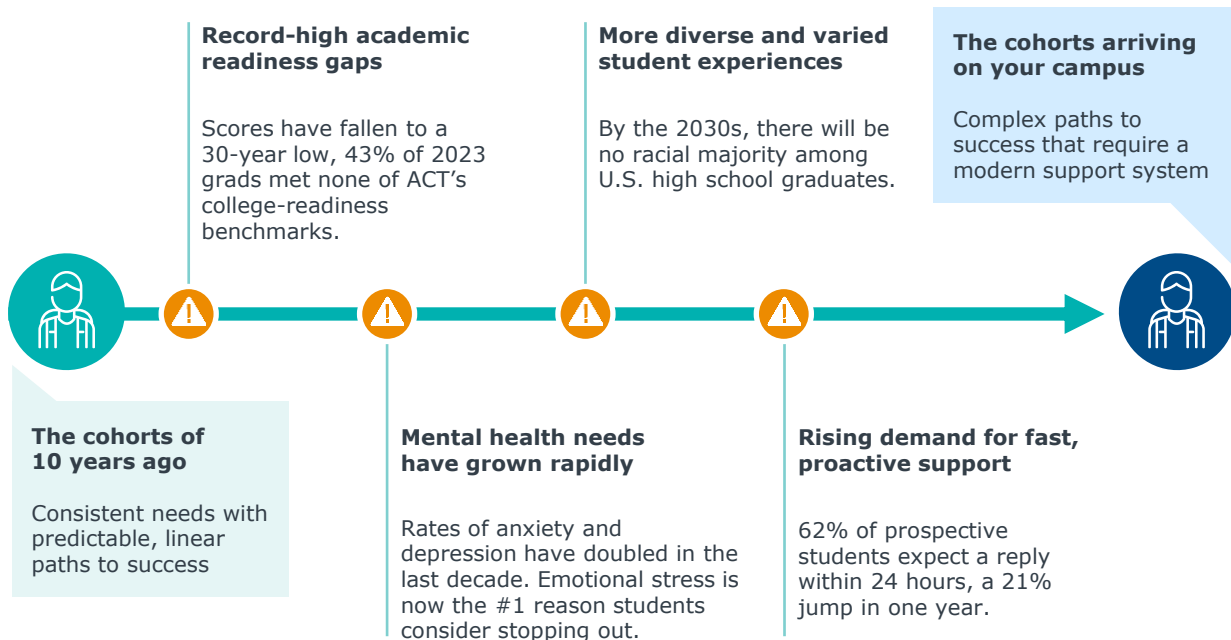 Record-high academic
readiness gaps
Scores have fallen to a
30-year low, 43% of 2023
grads met none of ACT’s
college-readiness
benchmarks.
More diverse and varied
student experiences
By the 2030s, there will be
no racial majority among
U.S. high school graduates.
The cohorts arriving
on your campus
Complex paths to
success that require a
modern support system
The cohorts of
10 years ago
Consistent needs with
predictable, linear
paths to success
Mental health needs
have grown rapidly
Rates of anxiety and
depression have doubled in the
last decade. Emotional stress is
now the #1 reason students
consider stopping out.
Rising demand for fast,
proactive support
62% of prospective
students expect a reply
within 24 hours, a 21%
jump in one year.